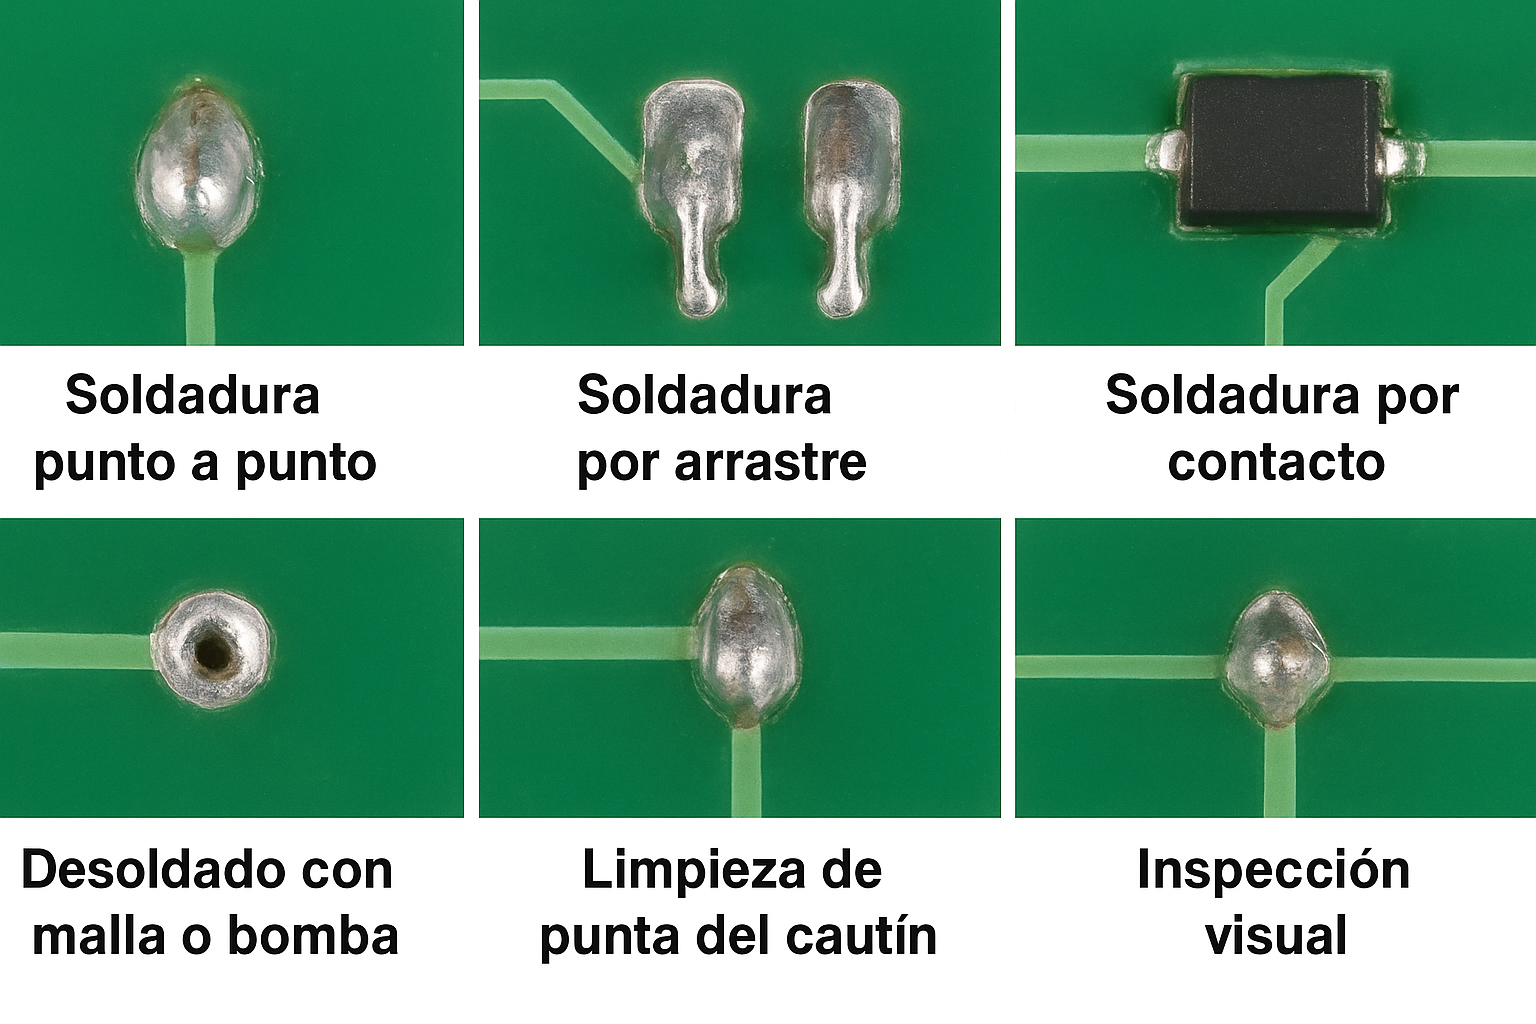 Soldadura
punto a punto
Soldadura
por arrastre
Soldadura por
contacto
Desoldado con
malla o bomba
Limpieza de
punta del cautín
Inspección
visual